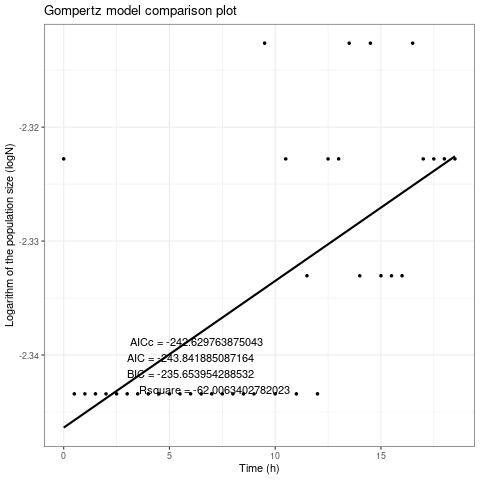 Gompertz model comparison plot
Logarithm of the population size (logN)
-2.32
-2.33
-2.34
AICc = -242.629763875043
AIC = -243.841885087164
BIC = -235.653954288532
Rsquare = -62.0063402782023
0 5 10 15
Time (h)